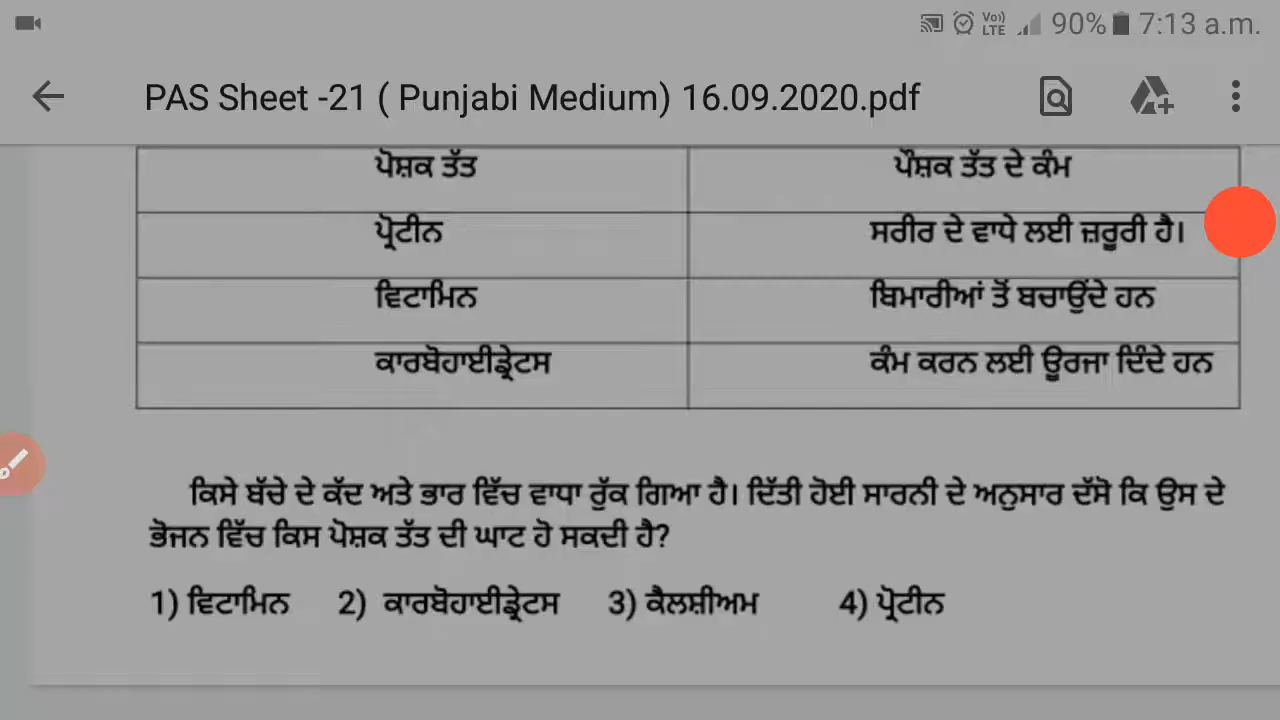 Vo) LTE 90% 7:13 a.m.
PAS Sheet -21 ( Punjabi Medium) 16.09.2020.pdf
ਪੋਸ਼ਕ ਤੱਤ ਪੌਸ਼ਕ ਤੱਤ ਦੇ ਕੰਮ
ਪ੍ਰੋਟੀਨ ਸਰੀਰ ਦੇ ਵਾਧੇ ਲਈ ਜ਼ਰੂਰੀ ਹੈ।
ਵਿਟਾਮਿਨ ਬਿਮਾਰੀਆਂ ਤੋਂ ਬਚਾਉਂਦੇ ਹਨ
ਕਾਰਬੋਹਾਈਡ੍ਰੇਟਸ ਕੰਮ ਕਰਨ ਲਈ ਊਰਜਾ ਦਿੰਦੇ ਹਨ
ਕਿਸੇ ਬੱਚੇ ਦੇ ਕੱਦ ਅਤੇ ਭਾਰ ਵਿੱਚ ਵਾਧਾ ਰੁੱਕ ਗਿਆ ਹੈ। ਦਿੱਤੀ ਹੋਈ ਸਾਰਨੀ ਦੇ ਅਨੁਸਾਰ ਦੱਸੋ ਕਿ ਉਸ ਦੇ
ਭੋਜਨ ਵਿੱਚ ਕਿਸ ਪੋਸ਼ਕ ਤੱਤ ਦੀ ਘਾਟ ਹੋ ਸਕਦੀ ਹੈ?
1) ਵਿਟਾਮਿਨ 2) ਕਾਰਬੋਹਾਈਡ੍ਰੇਟਸ 3) ਕੈਲਸ਼ੀਅਮ 4) ਪ੍ਰੋਟੀਨ